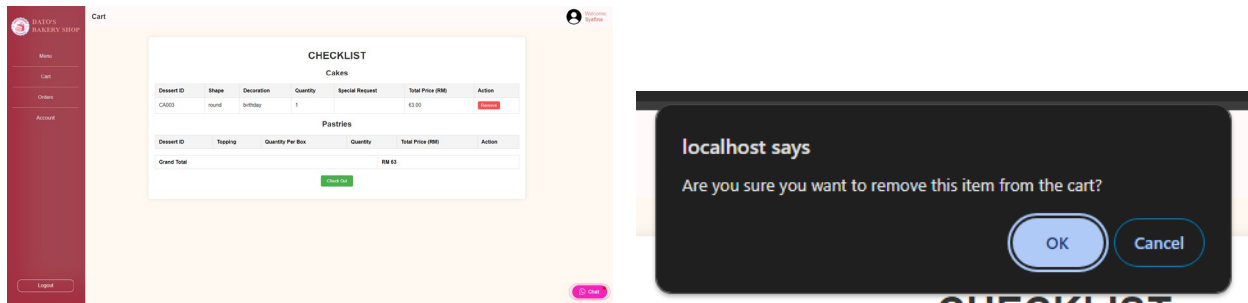 DATO'S
BAKERY SHOP
Cart
Welcome,
Menu
Cart
Orders
Account
Logout
CHECKLIST
Cakes
Dessert ID Shape Decoration Quantity Special Request Total Price (RM) Action
CA003 round birthday 1 63.00 Remove
Pastries
Dessert ID Topping Quantity Per Box Quantity Total Price (RM) Action
Grand Total RM 63
Check Out
Chat
localhost says
Are you sure you want to remove this item from the cart?
OK Cancel
CHECKLIST